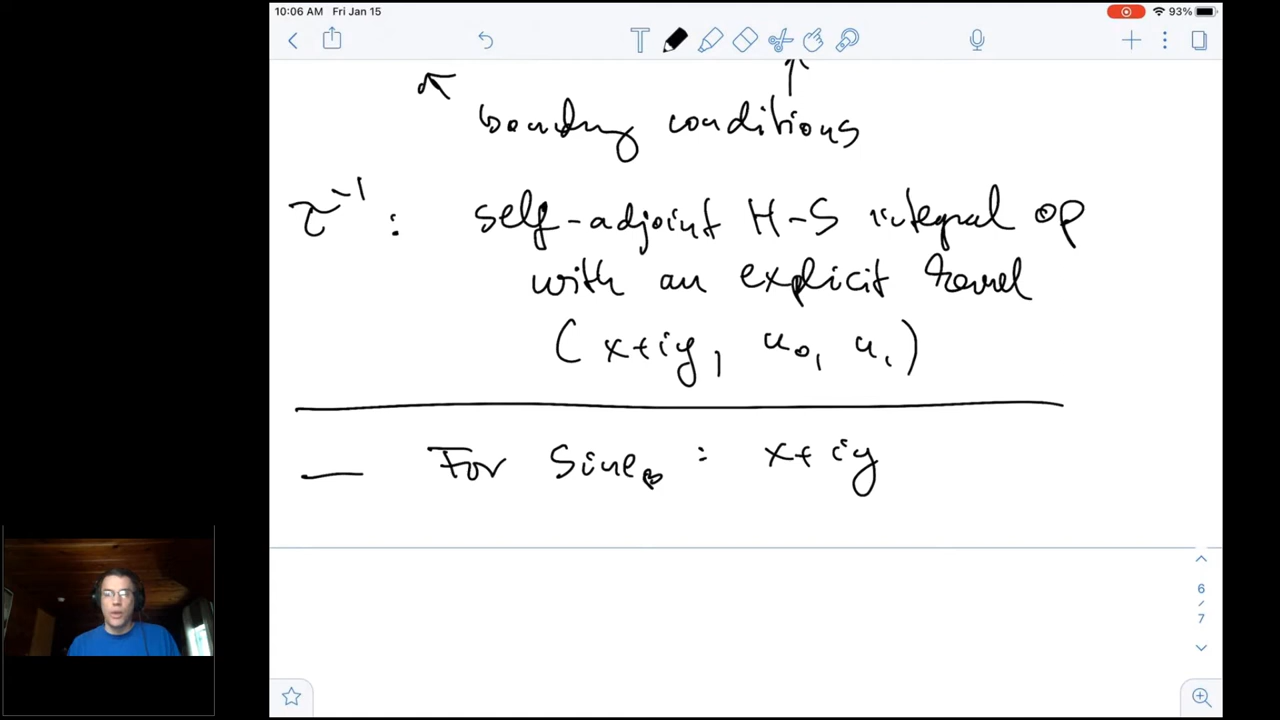 10:06 AM Fri Jan 15
93%
boundary conditions
τ⁻¹ : self-adjoint H-S integral op
with an explicit kernel
(x+iy, u₀, u₁)
— For Sineᵦ : x+iy
6
/
7